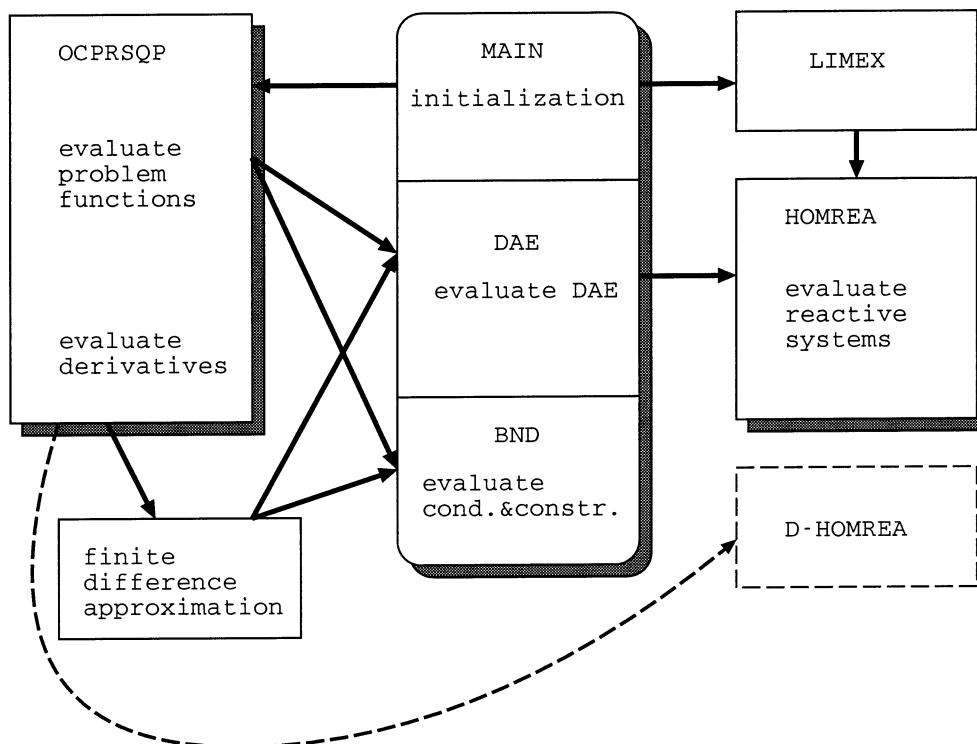 OCPRSQP
evaluate
problem
functions
evaluate
derivatives
finite
difference
approximation
MAIN
initialization
DAE
evaluate DAE
BND
evaluate
cond.&constr.
LIMEX
HOMREA
evaluate
reactive
systems
D-HOMREA